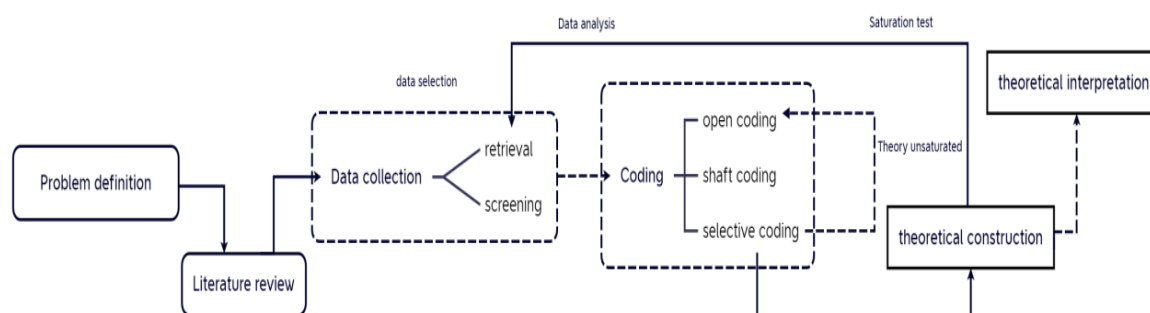 Data analysis
Saturation test
data selection
theoretical interpretation
open coding
retrieval
Theory unsaturated
Problem definition
Data collection
Coding
shaft coding
screening
selective coding
theoretical construction
Literature review